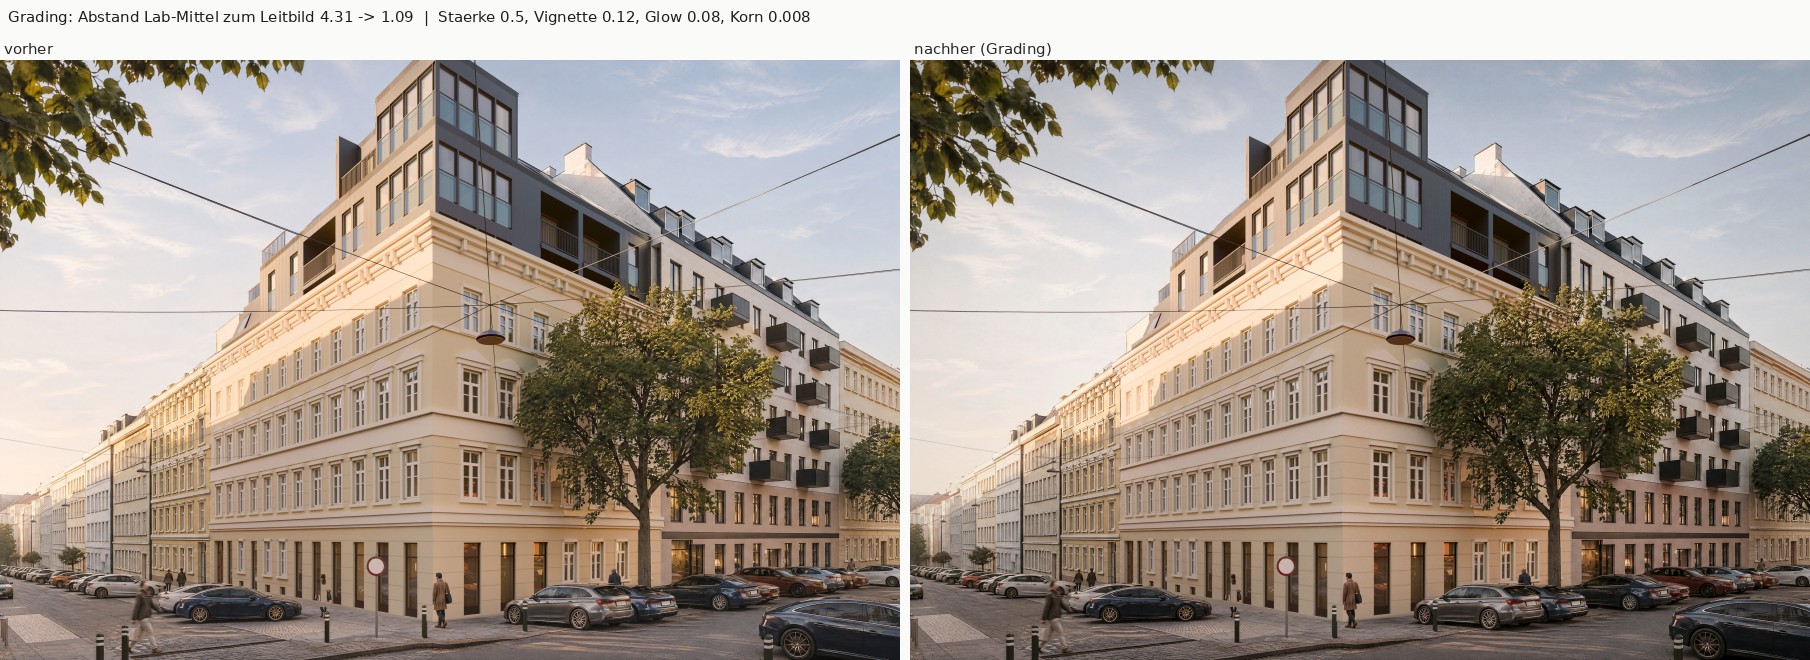 Grading: Abstand Lab-Mittel zum Leitbild 4.31 -> 1.09 | Staerke 0.5, Vignette 0.12, Glow 0.08, Korn 0.008
vorher
nachher (Grading)